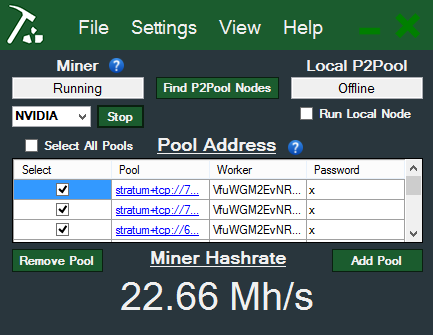 File Settings View Help
Miner ? Local P2Pool
Running Find P2Pool Nodes Offline
NVIDIA Stop Run Local Node
Select All Pools Pool Address ?
Select Pool Worker Password
stratum+tcp://7... VfuWGM2EvNR... x
stratum+tcp://7... VfuWGM2EvNR... x
stratum+tcp://6... VfuWGM2EvNR... x
Remove Pool Miner Hashrate Add Pool
22.66 Mh/s